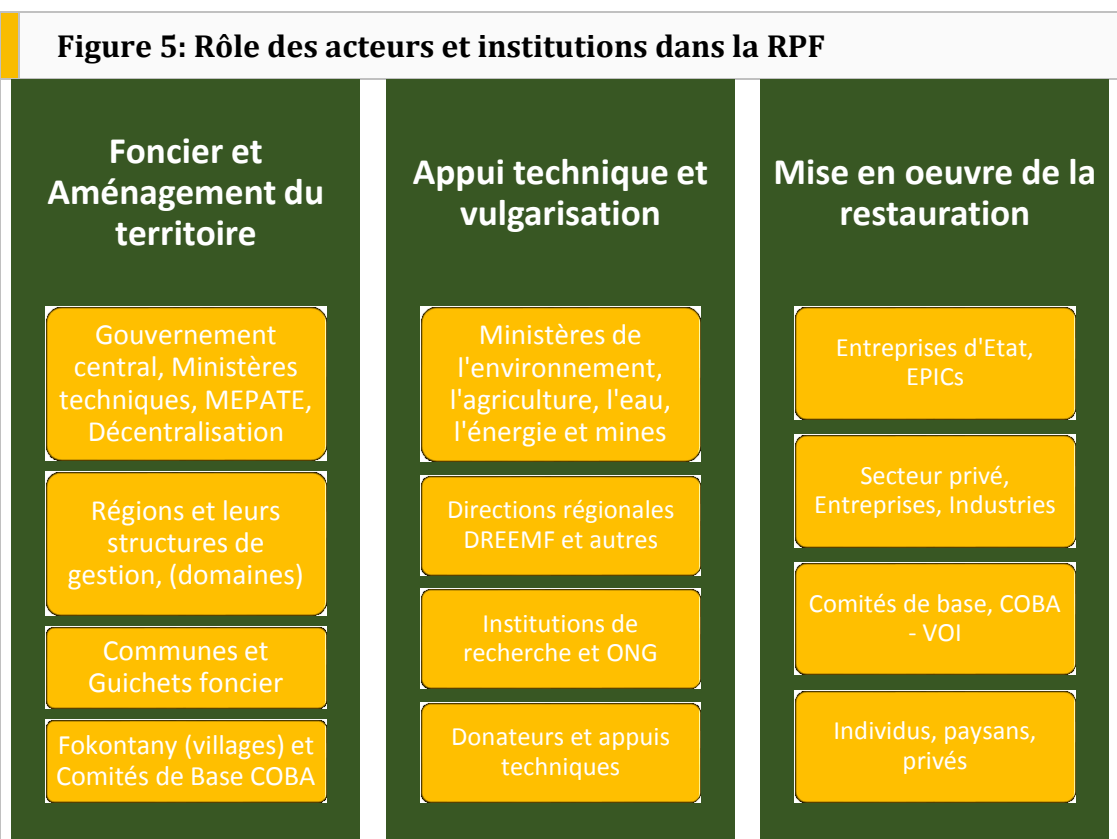 Figure 5: Rôle des acteurs et institutions dans la RPF
Foncier et
Aménagement du
territoire
Gouvernement
central, Ministères
techniques, MEPATE,
Décentralisation
Régions et leurs
structures de
gestion, (domaines)
Communes et
Guichets foncier
Fokontany (villages) et
Comités de Base COBA
Appui technique et
vulgarisation
Ministères de
l'environnement,
l'agriculture, l'eau,
l'énergie et mines
Directions régionales
DREEMF et autres
Institutions de
recherche et ONG
Donateurs et appuis
techniques
Mise en oeuvre de la
restauration
Entreprises d'Etat,
EPICs
Secteur privé,
Entreprises, Industries
Comités de base, COBA
- VOI
Individus, paysans,
privés